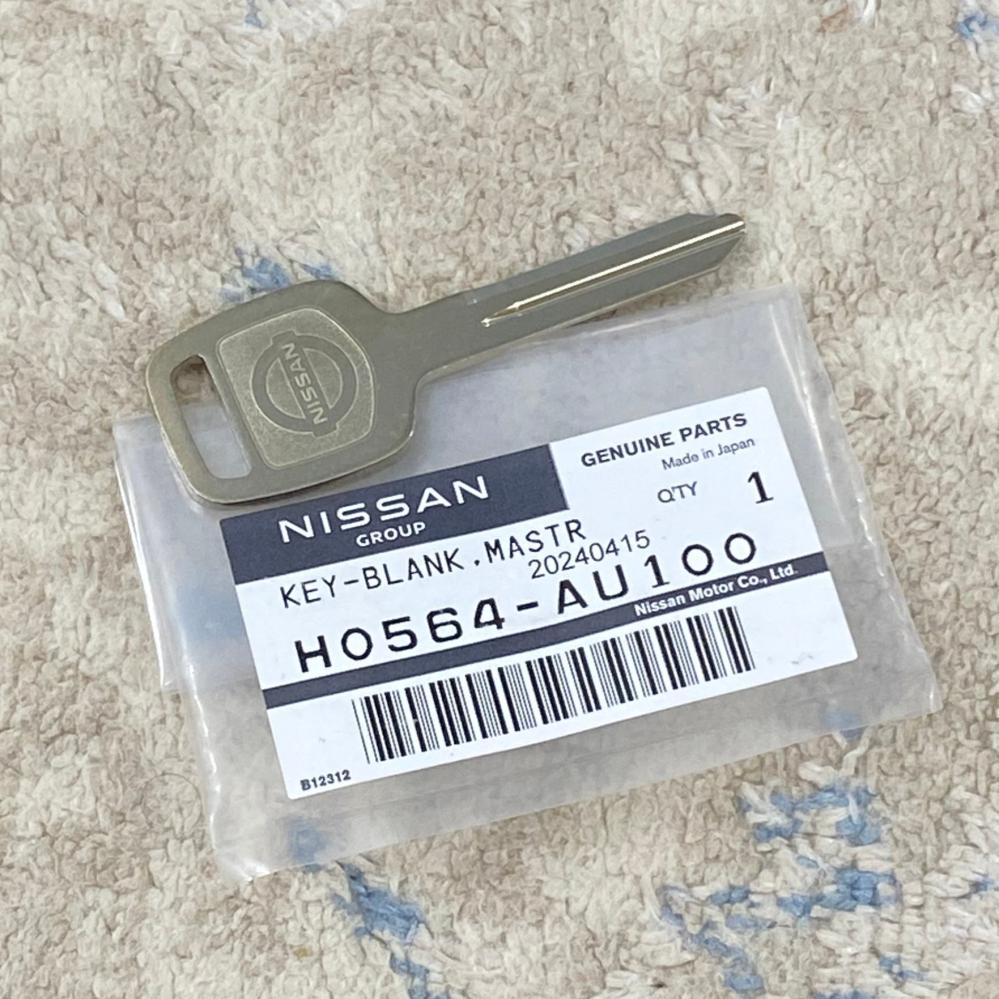 NISSAN
NISSAN
GROUP
GENUINE PARTS
Made in Japan
Q'TY 1
KEY-BLANK,MASTR
20240415
H0564-AU100
Nissan Motor Co., Ltd.
B12312